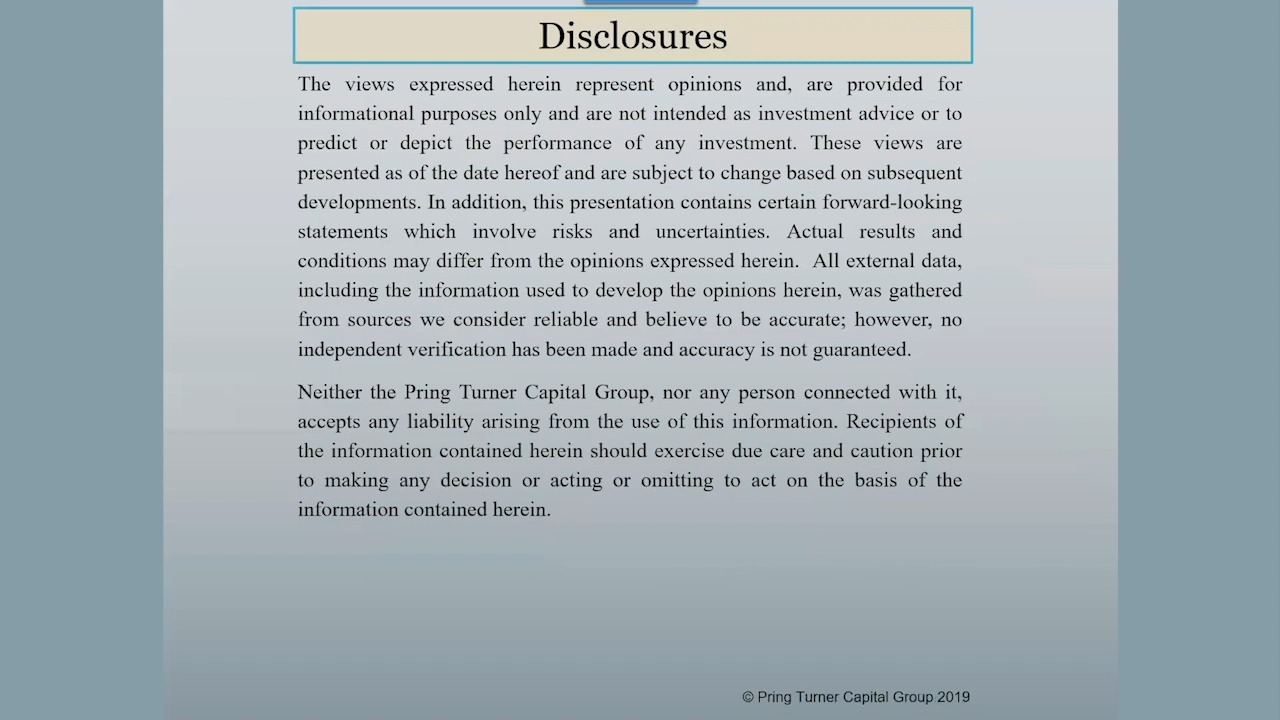 Disclosures
The views expressed herein represent opinions and, are provided for
informational purposes only and are not intended as investment advice or to
predict or depict the performance of any investment. These views are
presented as of the date hereof and are subject to change based on subsequent
developments. In addition, this presentation contains certain forward-looking
statements which involve risks and uncertainties. Actual results and
conditions may differ from the opinions expressed herein. All external data,
including the information used to develop the opinions herein, was gathered
from sources we consider reliable and believe to be accurate; however, no
independent verification has been made and accuracy is not guaranteed.
Neither the Pring Turner Capital Group, nor any person connected with it,
accepts any liability arising from the use of this information. Recipients of
the information contained herein should exercise due care and caution prior
to making any decision or acting or omitting to act on the basis of the
information contained herein.
© Pring Turner Capital Group 2019